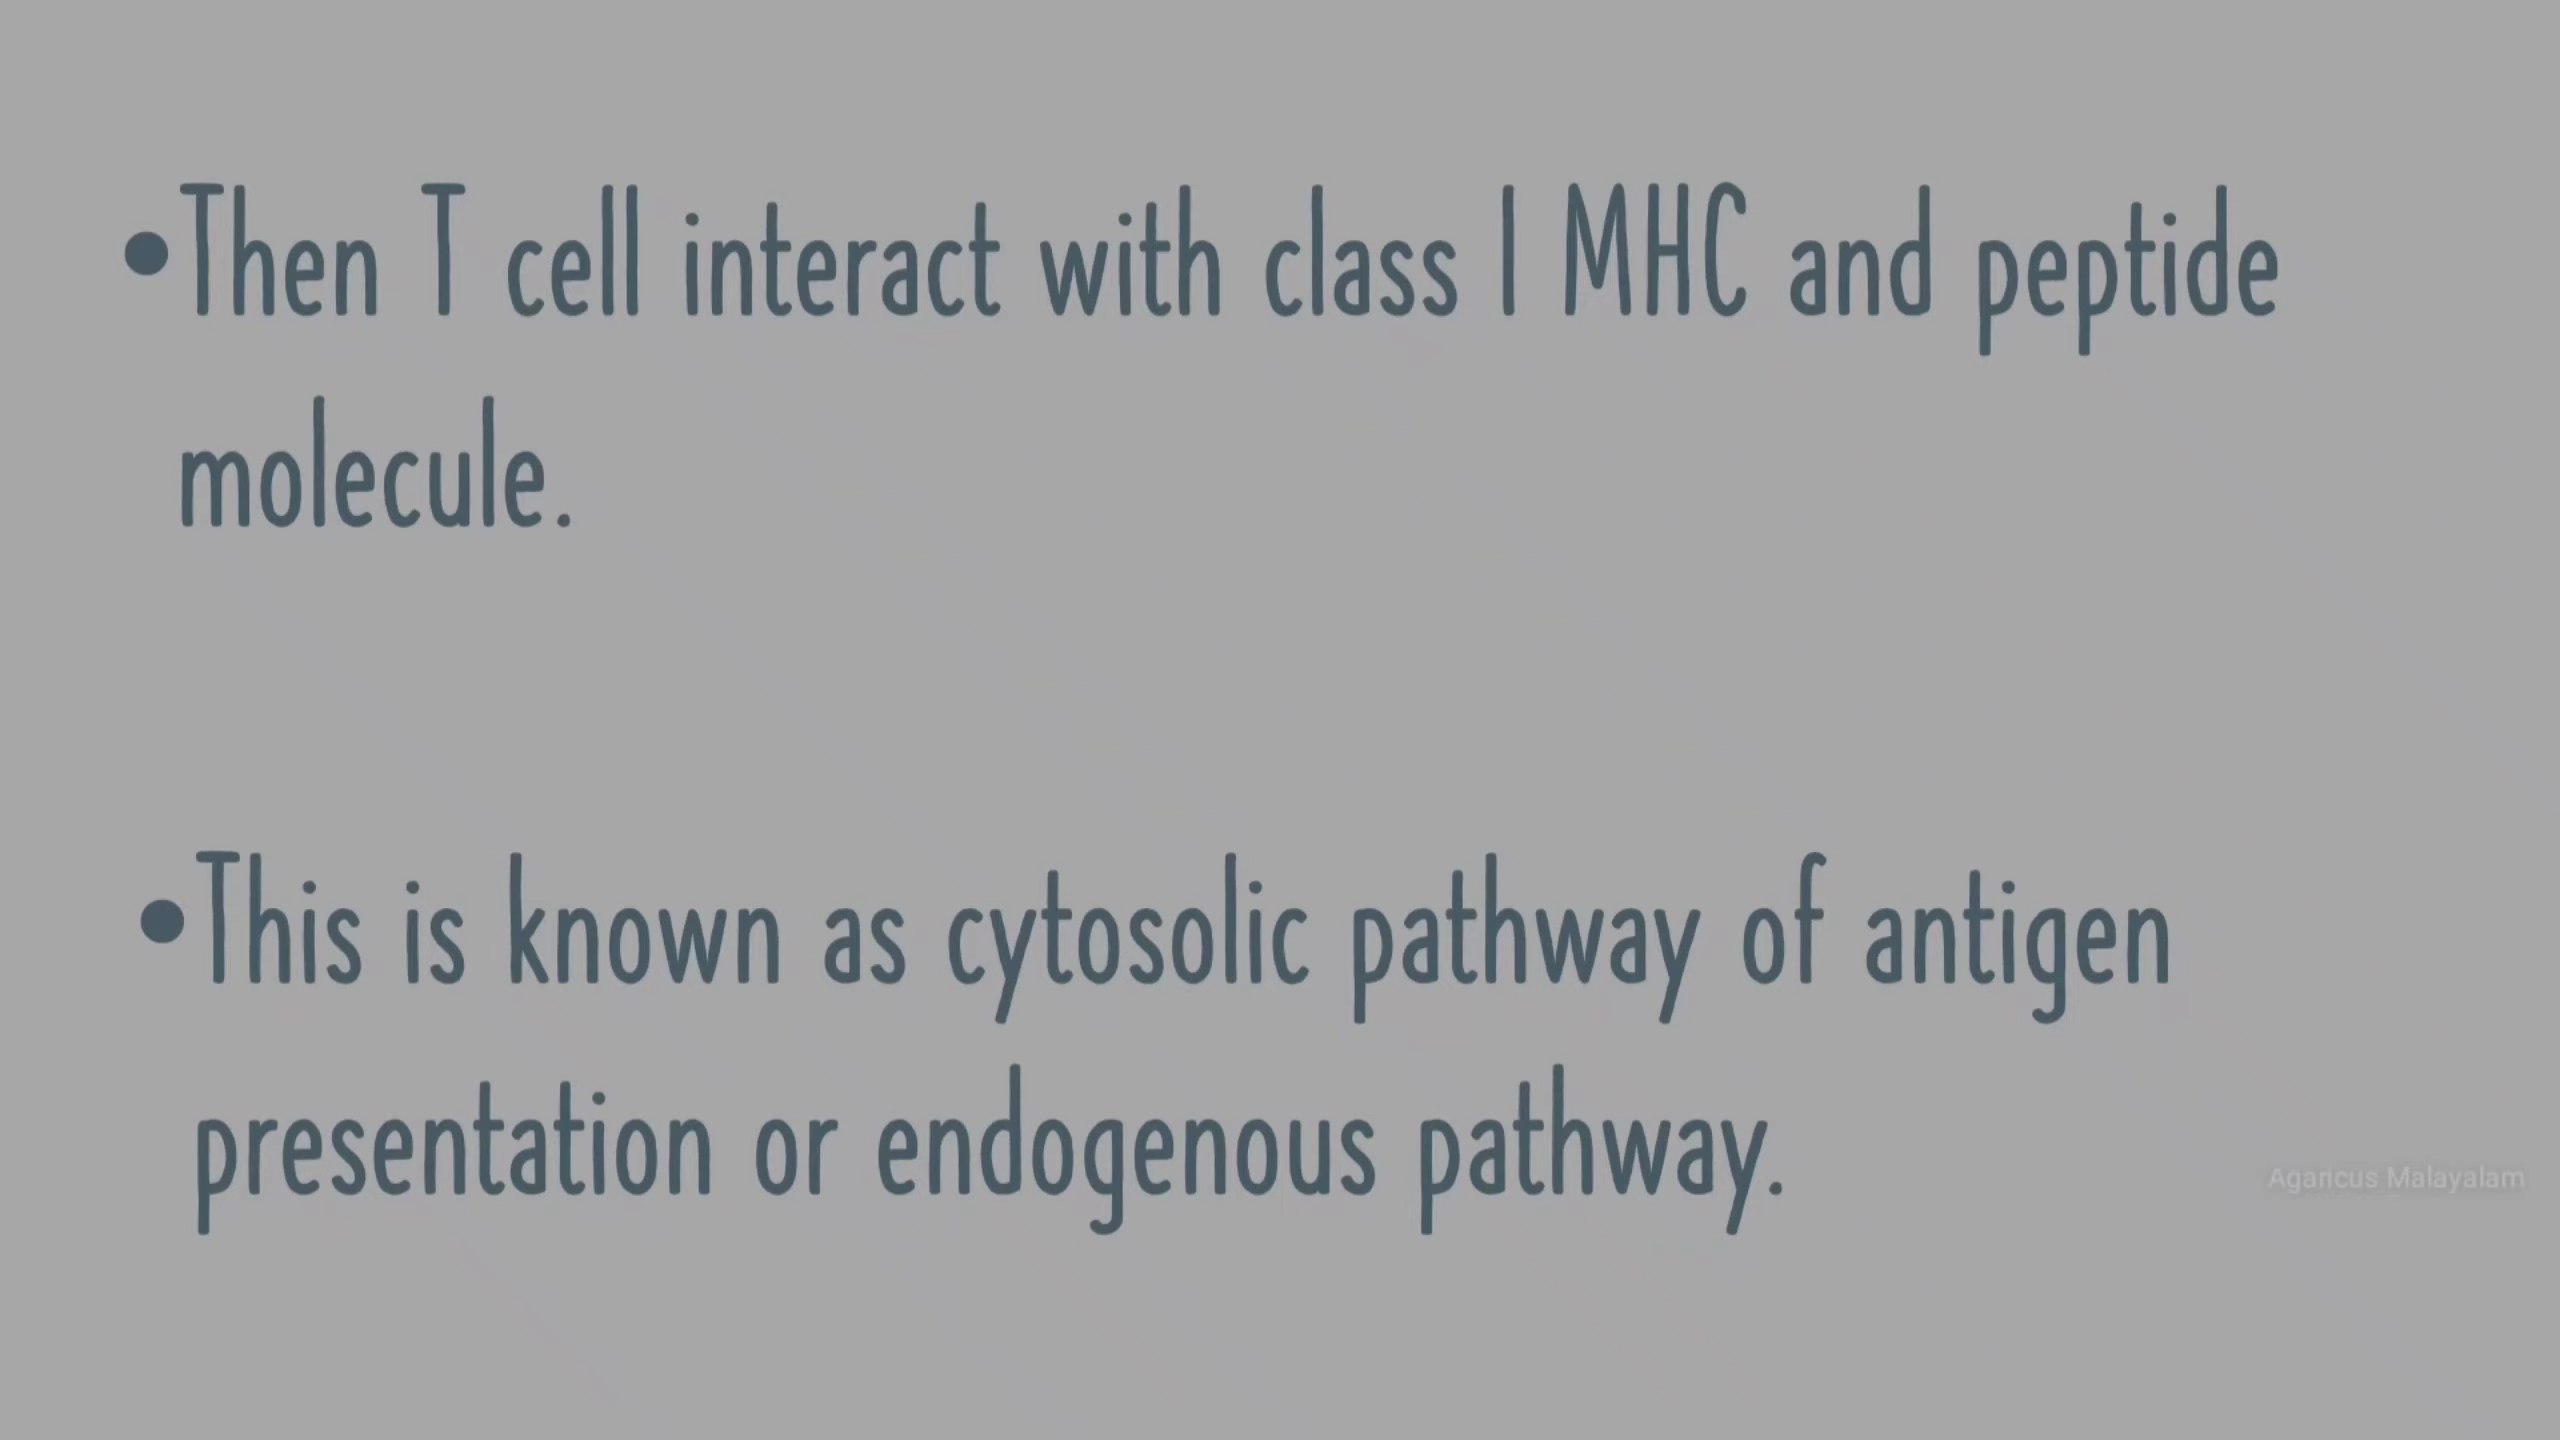 •Then T cell interact with class I MHC and peptide
molecule.
•This is known as cytosolic pathway of antigen
presentation or endogenous pathway.
Agaricus Malayalam